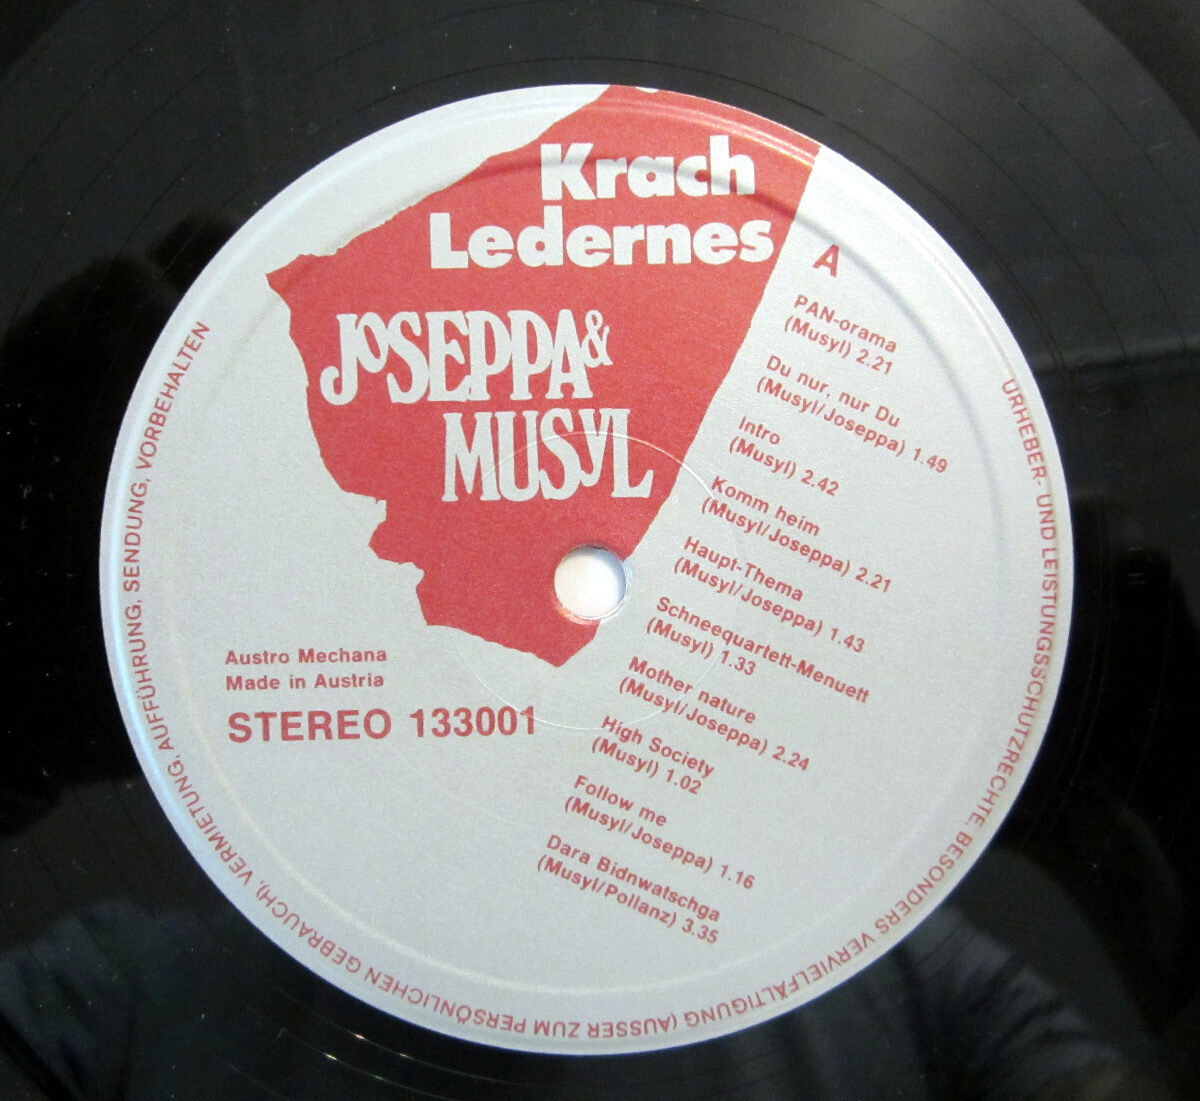 Krach
Ledernes
JOSEPPA &
MUSYL
A
PAN-orama
(Musyl) 2.21
Du nur, nur Du
(Musyl/Joseppa) 1.49
Intro
(Musyl) 2.42
Komm heim
(Musyl/Joseppa) 2.21
Haupt-Thema
(Musyl/Joseppa) 1.43
Schneequartett-Menuett
(Musyl) 1.33
Mother nature
(Musyl/Joseppa) 2.24
High Society
(Musyl) 1.02
Follow me
(Musyl/Joseppa) 1.16
Dara Bidnwatschga
(Musyl/Pollanz) 3.35
Austro Mechana
Made in Austria
STEREO 133001
URHEBER- UND LEISTUNGSSCHUTZRECHTE, BESONDERS VERVIELFÄLTIGUNG (AUSSER ZUM PERSÖNLICHEN GEBRAUCH), VERMIETUNG, AUFFÜHRUNG, SENDUNG, VORBEHALTEN